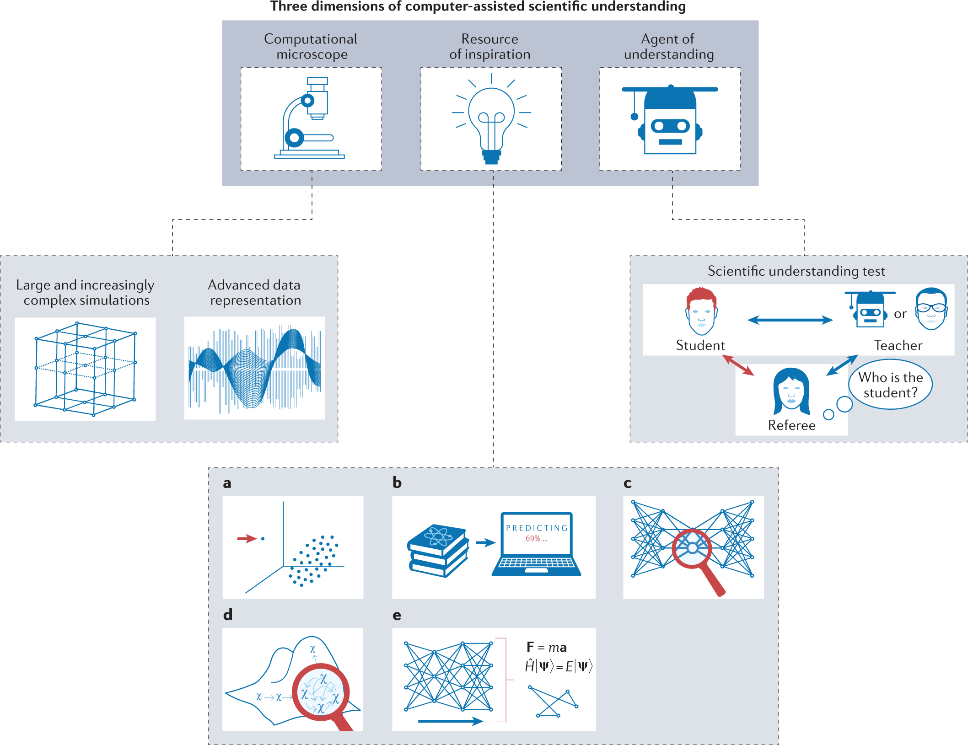 Three dimensions of computer-assisted scientific understanding
Computational
microscope
Resource
of inspiration
Agent of
understanding
Large and increasingly
complex simulations
Advanced data
representation
Scientific understanding test
Student
or
Teacher
Referee
Who is the
student?
a
b
PREDICTING
69% ...
c
d
χ
χ → χ →
χ
χ
χ
χ
e
F = ma
Ĥ|Ψ⟩ = E|Ψ⟩